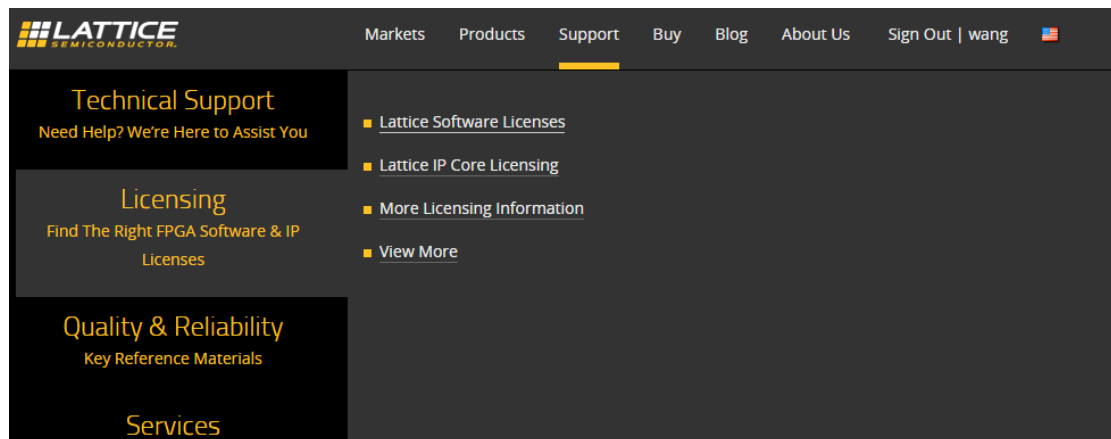 LATTICE
SEMICONDUCTOR.
Markets Products Support Buy Blog About Us Sign Out | wang
Technical Support
Need Help? We're Here to Assist You
Licensing
Find The Right FPGA Software & IP
Licenses
Quality & Reliability
Key Reference Materials
Services
Lattice Software Licenses
Lattice IP Core Licensing
More Licensing Information
View More